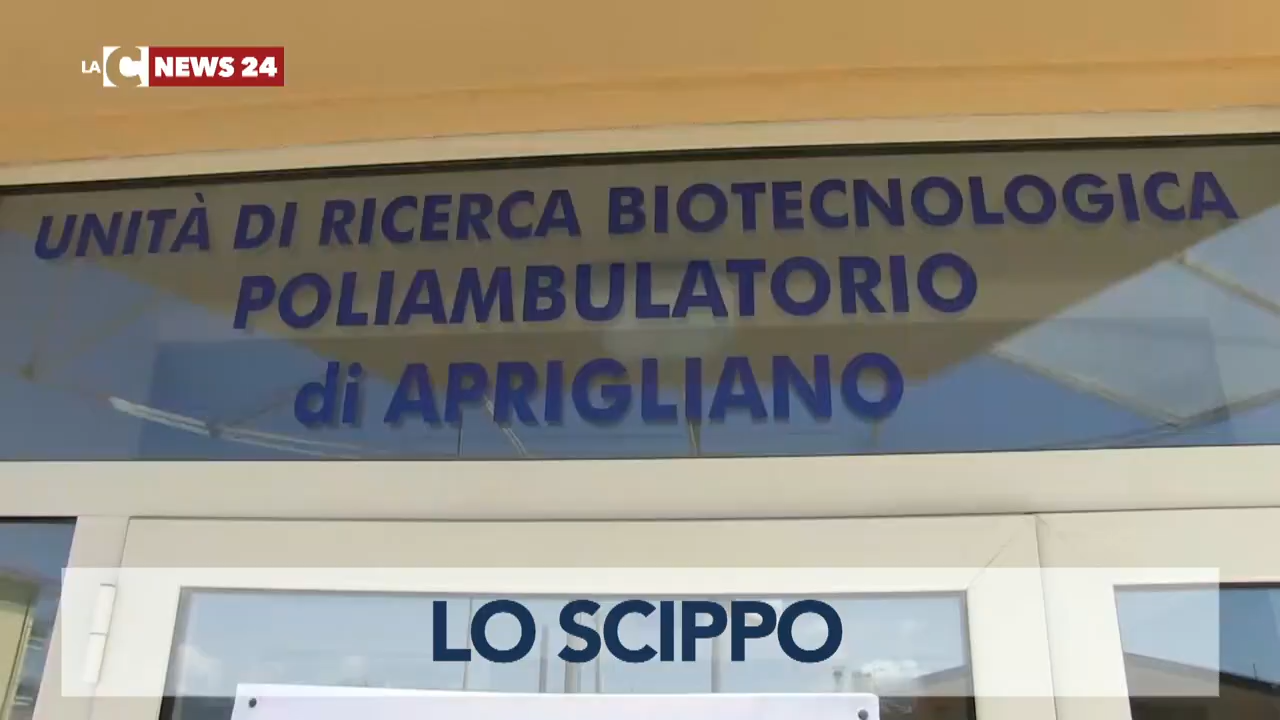 LA C NEWS 24
UNITÀ DI RICERCA BIOTECNOLOGICA
POLIAMBULATORIO
di APRIGLIANO
LO SCIPPO